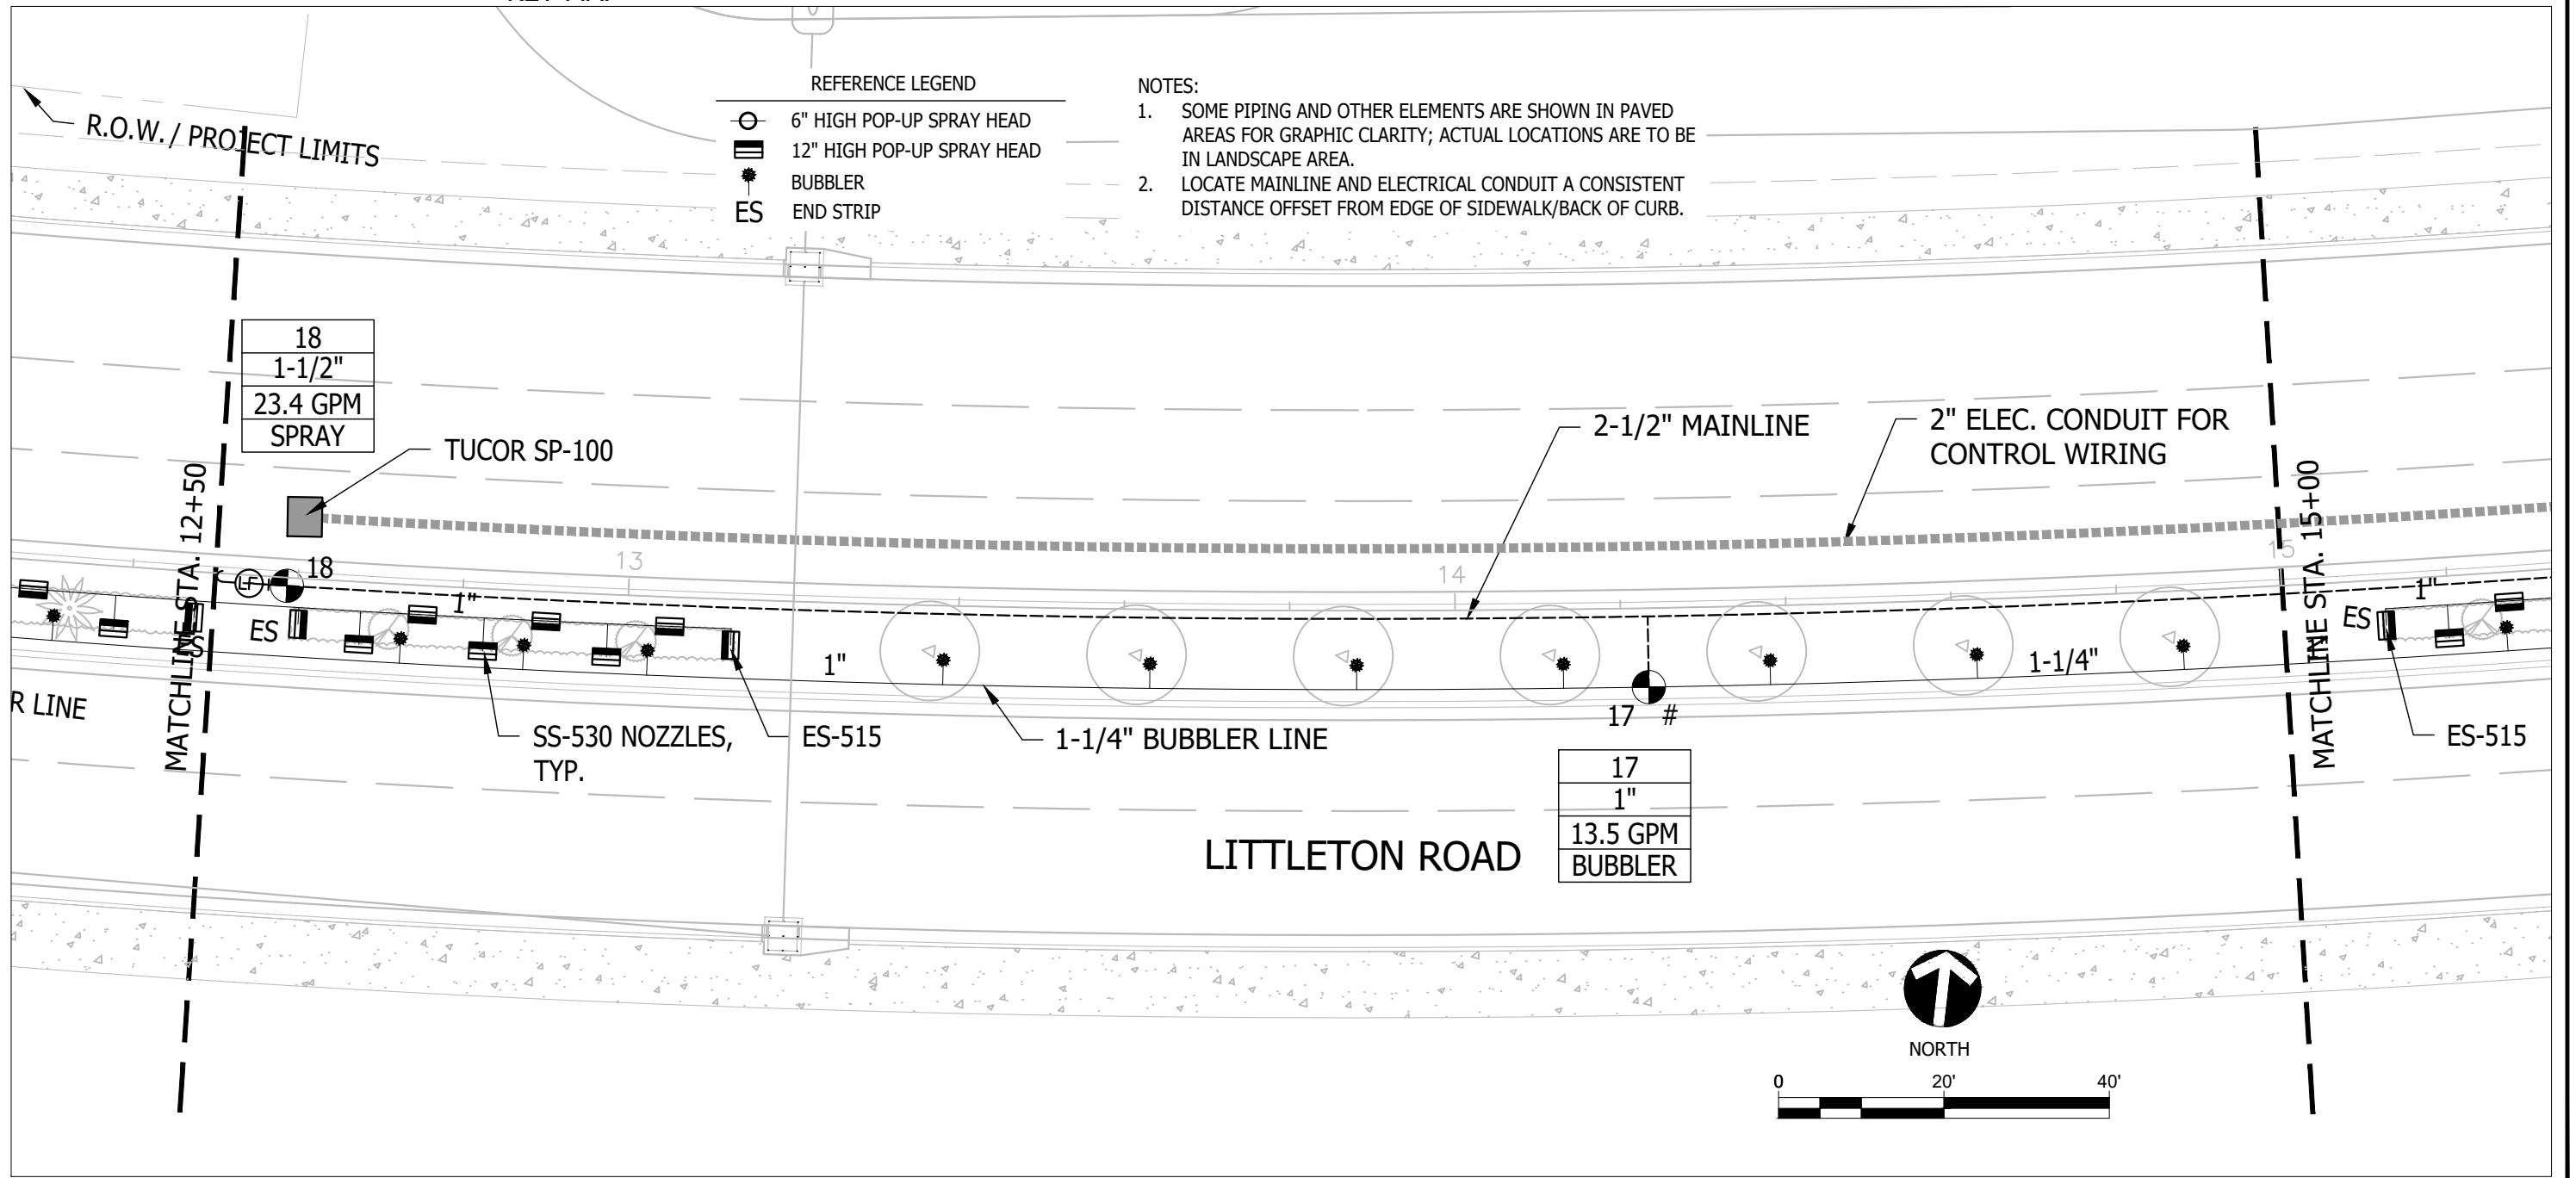 REFERENCE LEGEND
6" HIGH POP-UP SPRAY HEAD
12" HIGH POP-UP SPRAY HEAD
BUBBLER
ES END STRIP
NOTES:
1. SOME PIPING AND OTHER ELEMENTS ARE SHOWN IN PAVED
AREAS FOR GRAPHIC CLARITY; ACTUAL LOCATIONS ARE TO BE
IN LANDSCAPE AREA.
2. LOCATE MAINLINE AND ELECTRICAL CONDUIT A CONSISTENT
DISTANCE OFFSET FROM EDGE OF SIDEWALK/BACK OF CURB.
R.O.W. / PROJECT LIMITS
18
1-1/2"
23.4 GPM
SPRAY
TUCOR SP-100
2-1/2" MAINLINE
2" ELEC. CONDUIT FOR
CONTROL WIRING
MATCHLINE STA. 12+50
MATCHLINE STA. 15+00
13
14
15
LF
18
1"
ES
1"
1-1/4"
1"
ES
R LINE
SS-530 NOZZLES,
TYP.
ES-515
1-1/4" BUBBLER LINE
17 #
ES-515
17
1"
13.5 GPM
BUBBLER
LITTLETON ROAD
NORTH
0 20' 40'